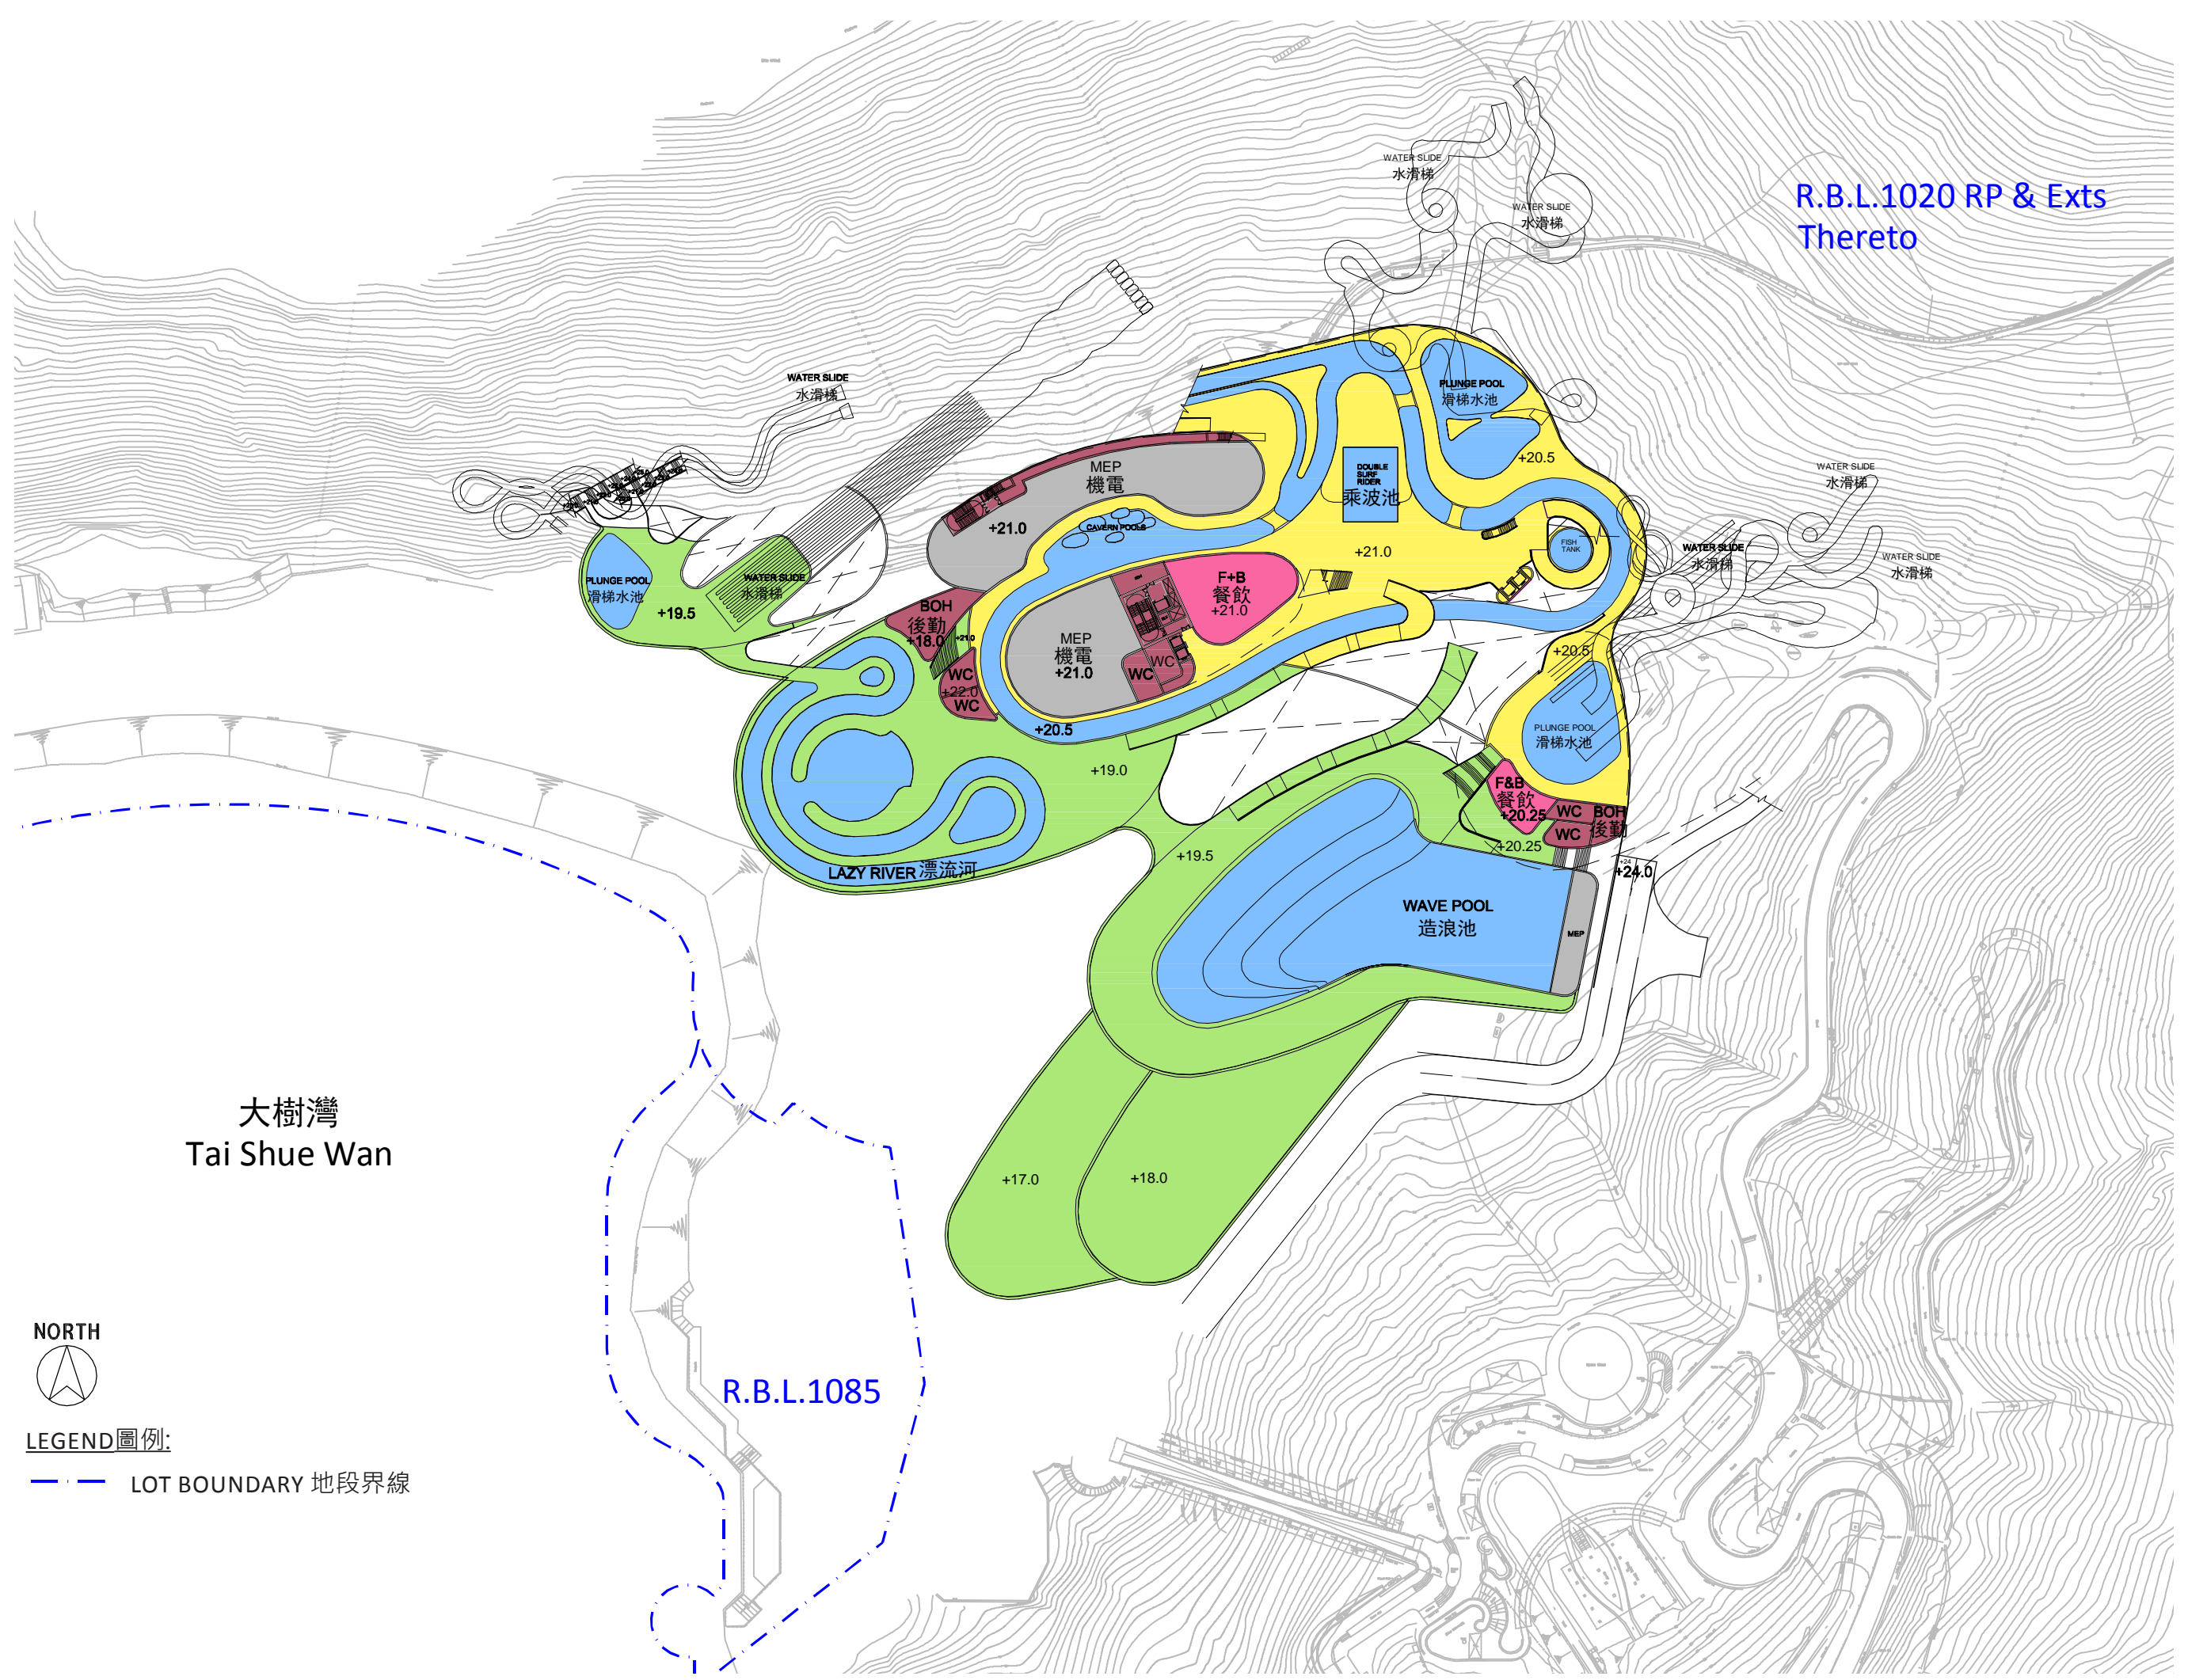 R.B.L.1020 RP & Exts
Thereto
WATER SLIDE
水滑梯
WATER SLIDE
水滑梯
WATER SLIDE
水滑梯
PLUNGE POOL
滑梯水池
+20.5
DOUBLE
SURF
RIDER
乘波池
MEP
機電
+21.0
CAVERN POOLS
WATER SLIDE
水滑梯
WATER SLIDE
水滑梯
WATER SLIDE
水滑梯
FISH
TANK
+21.0
PLUNGE POOL
滑梯水池
+19.5
WATER SLIDE
水滑梯
BOH
後勤
+18.0
+21.0
F+B
餐飲
+21.0
MEP
機電
+21.0
WC
WC
WC
+22.0
WC
+20.5
+20.5
PLUNGE POOL
滑梯水池
+19.0
F&B
餐飲
+20.25
WC
BOH
後勤
WC
+20.25
+24
+24.0
+19.5
LAZY RIVER 漂流河
WAVE POOL
造浪池
MEP
大樹灣
Tai Shue Wan
+17.0
+18.0
NORTH
R.B.L.1085
LEGEND圖例:
LOT BOUNDARY 地段界線